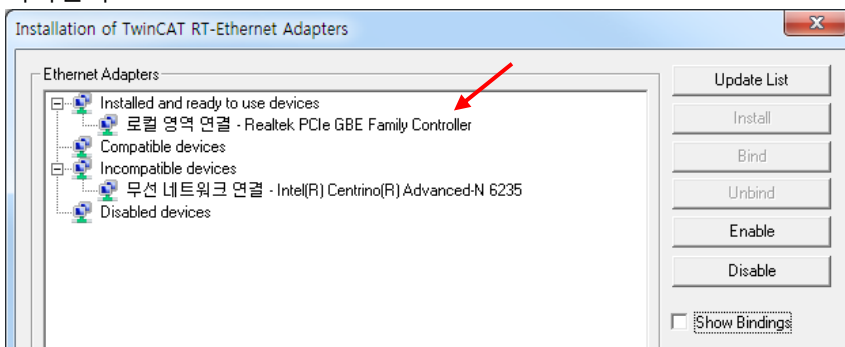 Installation of TwinCAT RT-Ethernet Adapters
Ethernet Adapters
Installed and ready to use devices
로컬 영역 연결 - Realtek PCIe GBE Family Controller
Compatible devices
Incompatible devices
무선 네트워크 연결 - Intel(R) Centrino(R) Advanced-N 6235
Disabled devices
Update List
Install
Bind
Unbind
Enable
Disable
Show Bindings